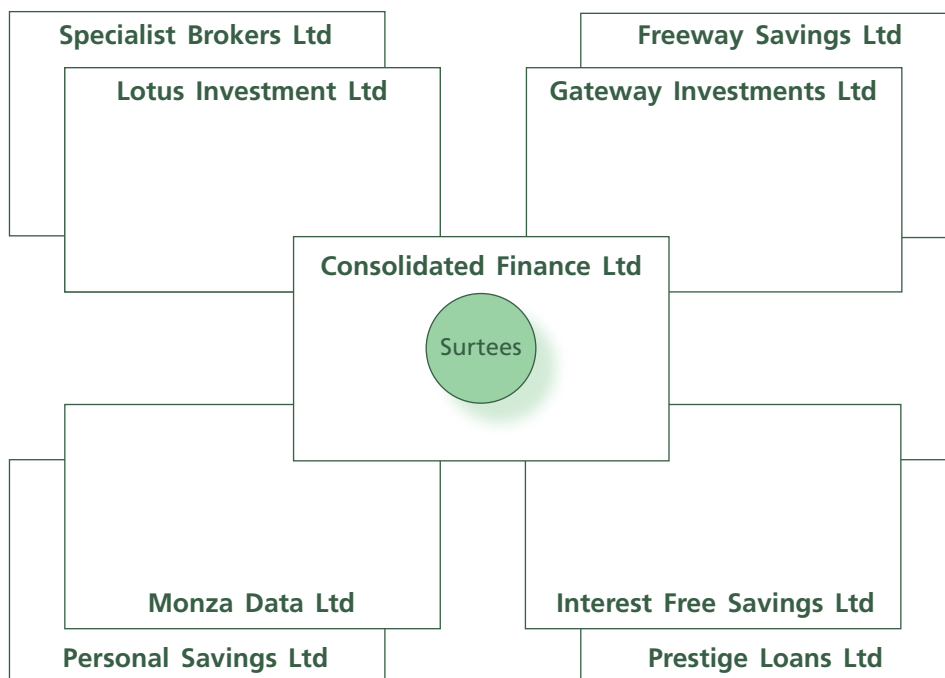 Specialist Brokers Ltd
Freeway Savings Ltd
Lotus Investment Ltd
Gateway Investments Ltd
Consolidated Finance Ltd
Surtees
Monza Data Ltd
Interest Free Savings Ltd
Personal Savings Ltd
Prestige Loans Ltd